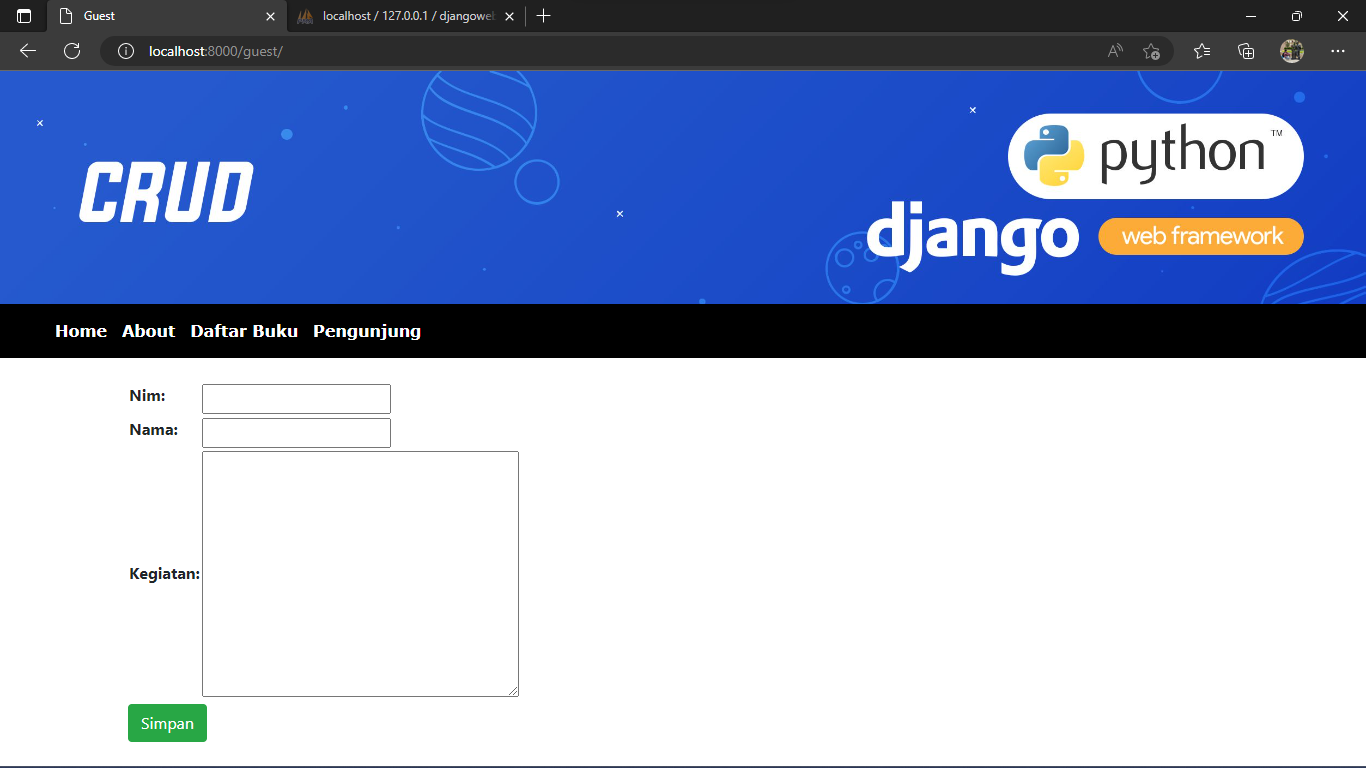 Guest
localhost / 127.0.0.1 / djangowe
localhost:8000/guest/
CRUD
python™
django web framework
Home About Daftar Buku Pengunjung
Nim:
Nama:
Kegiatan:
Simpan